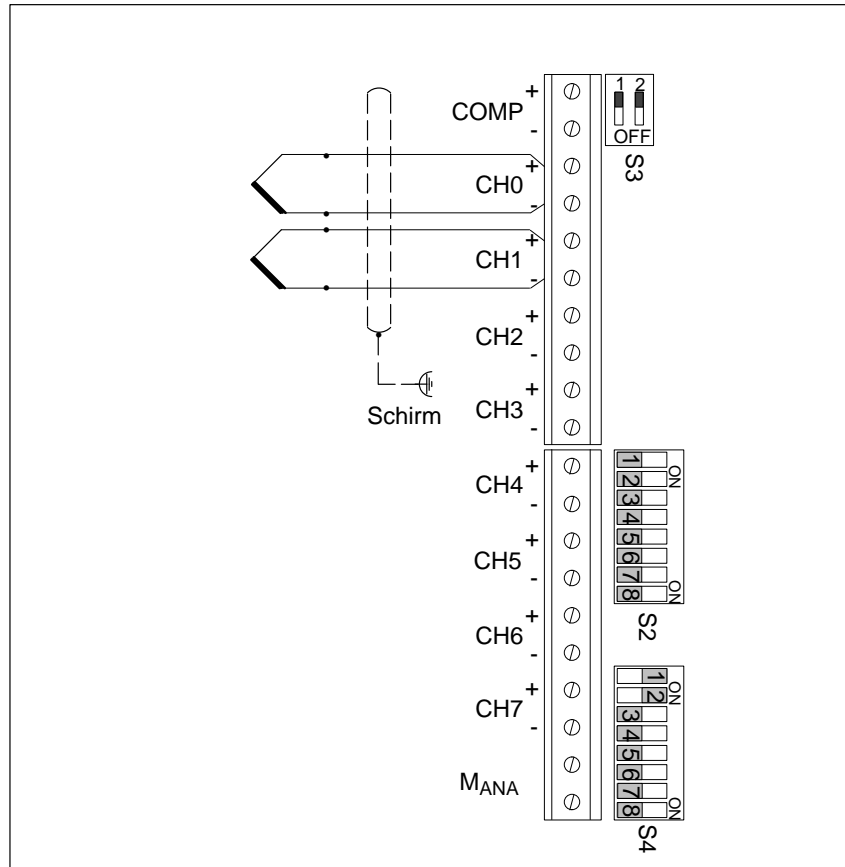 1 2
OFF
S3
+
COMP
-
+
CH0
-
+
CH1
-
+
CH2
-
+
CH3
-
Schirm
+
CH4
-
+
CH5
-
+
CH6
-
+
CH7
-
MANA
1
2
3
4
5
6
7
8
ON
ON
S2
1
2
3
4
5
6
7
8
ON
ON
S4